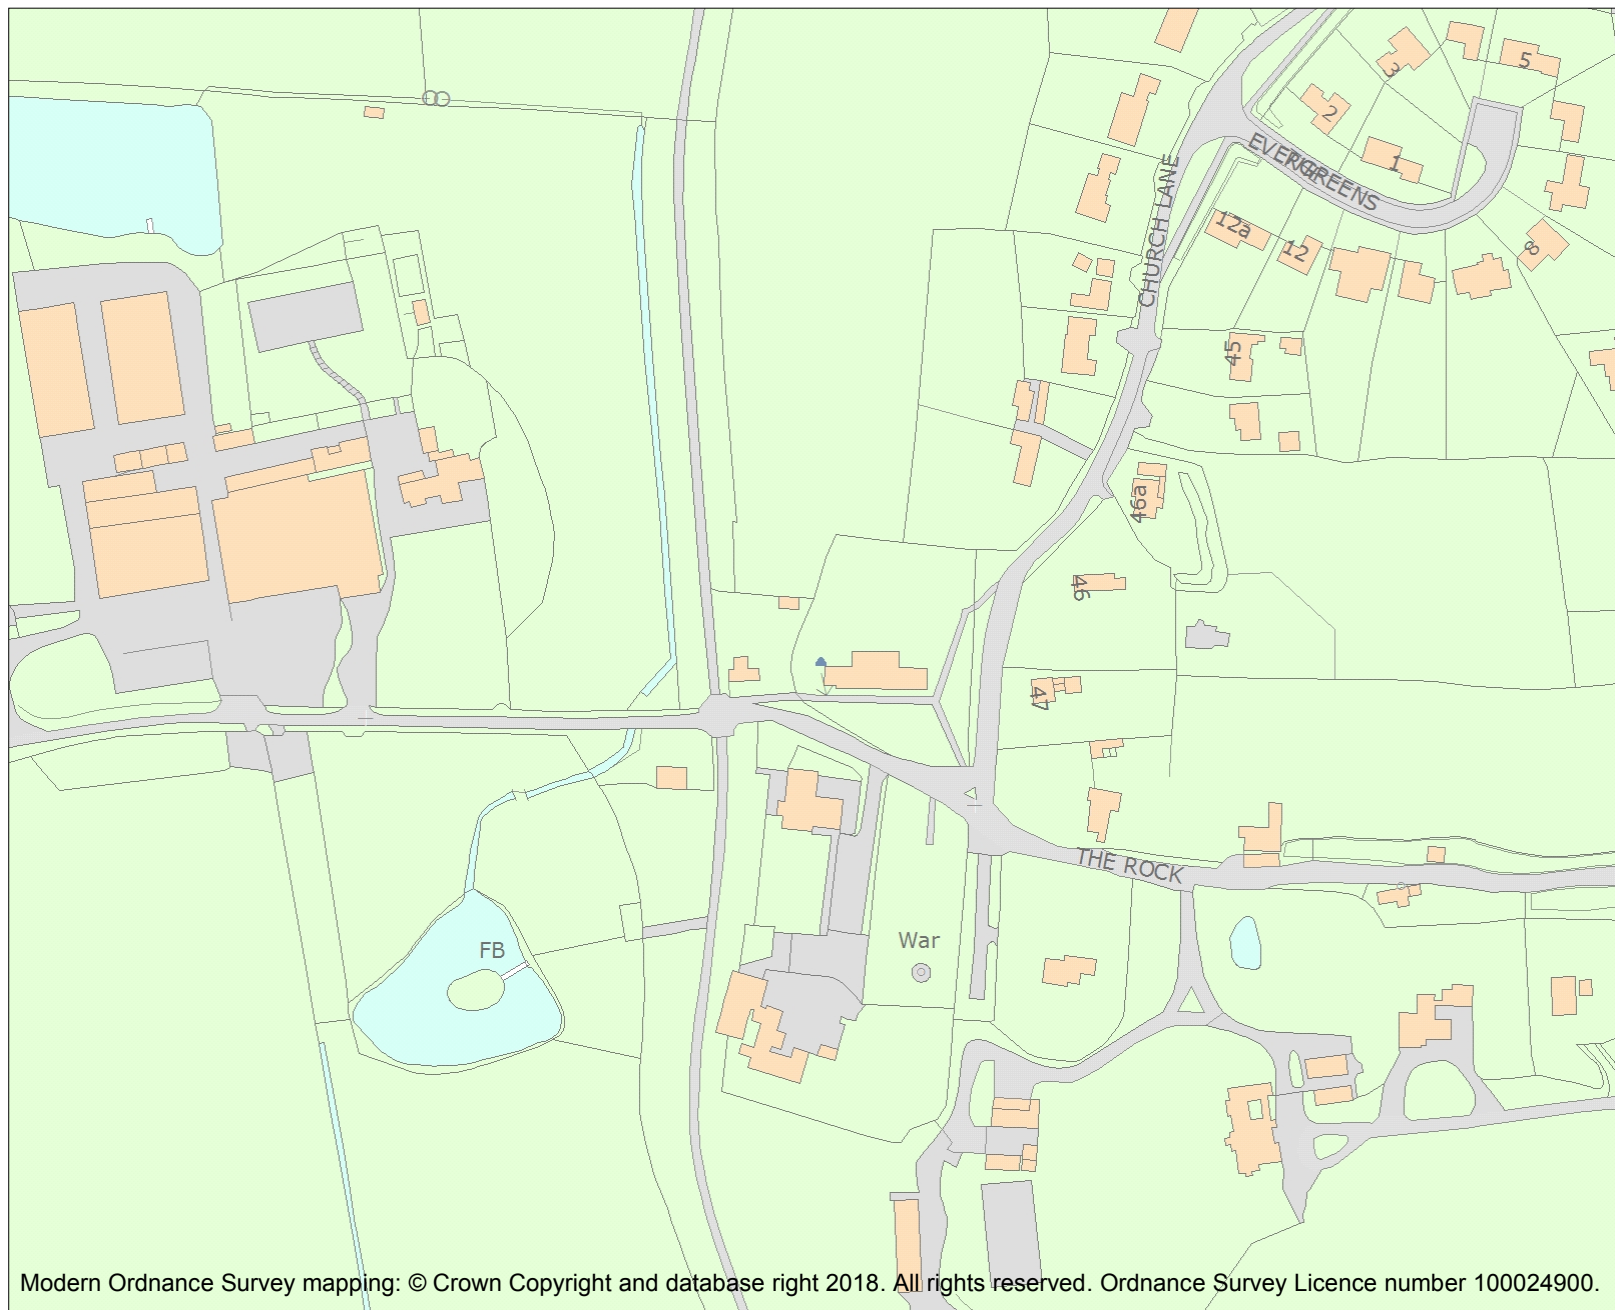 3
5
2
1
EVERGREENS
CHURCH LANE
12a
12
8
45
46a
46
47
THE ROCK
War
FB
Modern Ordnance Survey mapping: © Crown Copyright and database right 2018. All rights reserved. Ordnance Survey Licence number 100024900.